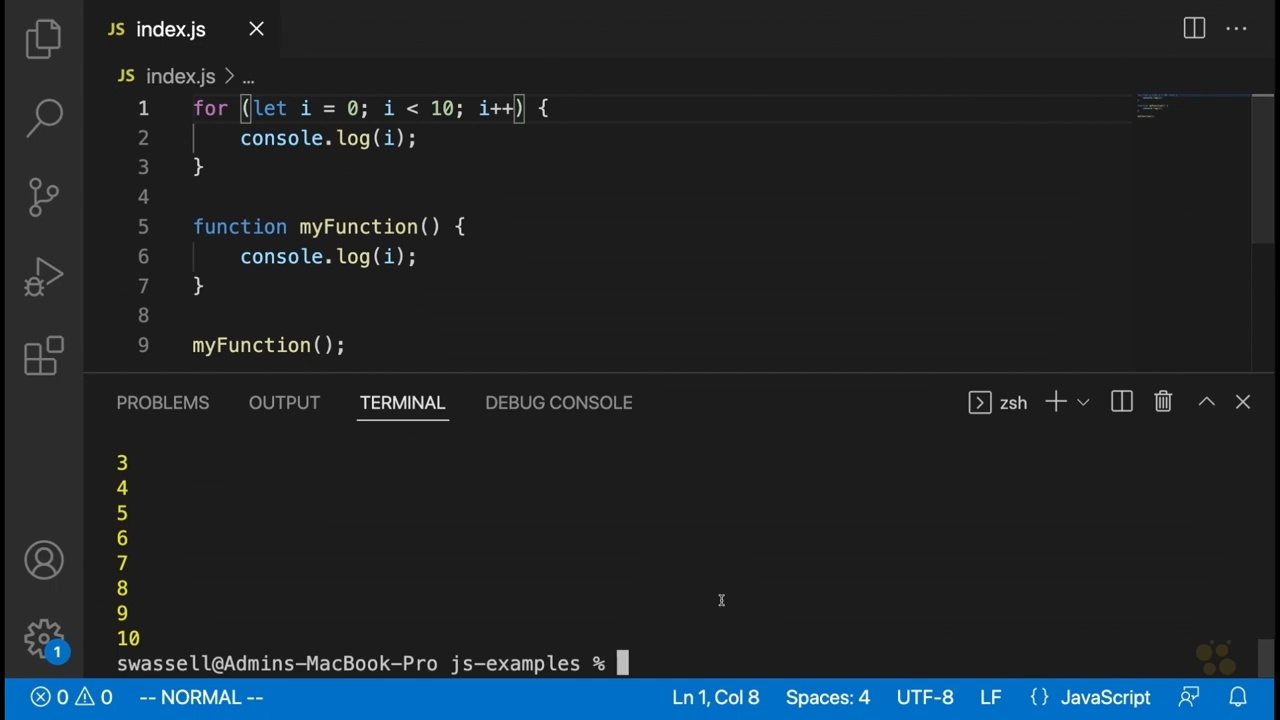 JS index.js
JS index.js > ...
1 for (let i = 0; i < 10; i++) {
2 console.log(i);
3 }
4
5 function myFunction() {
6 console.log(i);
7 }
8
9 myFunction();
PROBLEMS OUTPUT TERMINAL DEBUG CONSOLE zsh
3
4
5
6
7
8
9
10
swassell@Admins-MacBook-Pro js-examples %
1
0 0 -- NORMAL -- Ln 1, Col 8 Spaces: 4 UTF-8 LF {} JavaScript